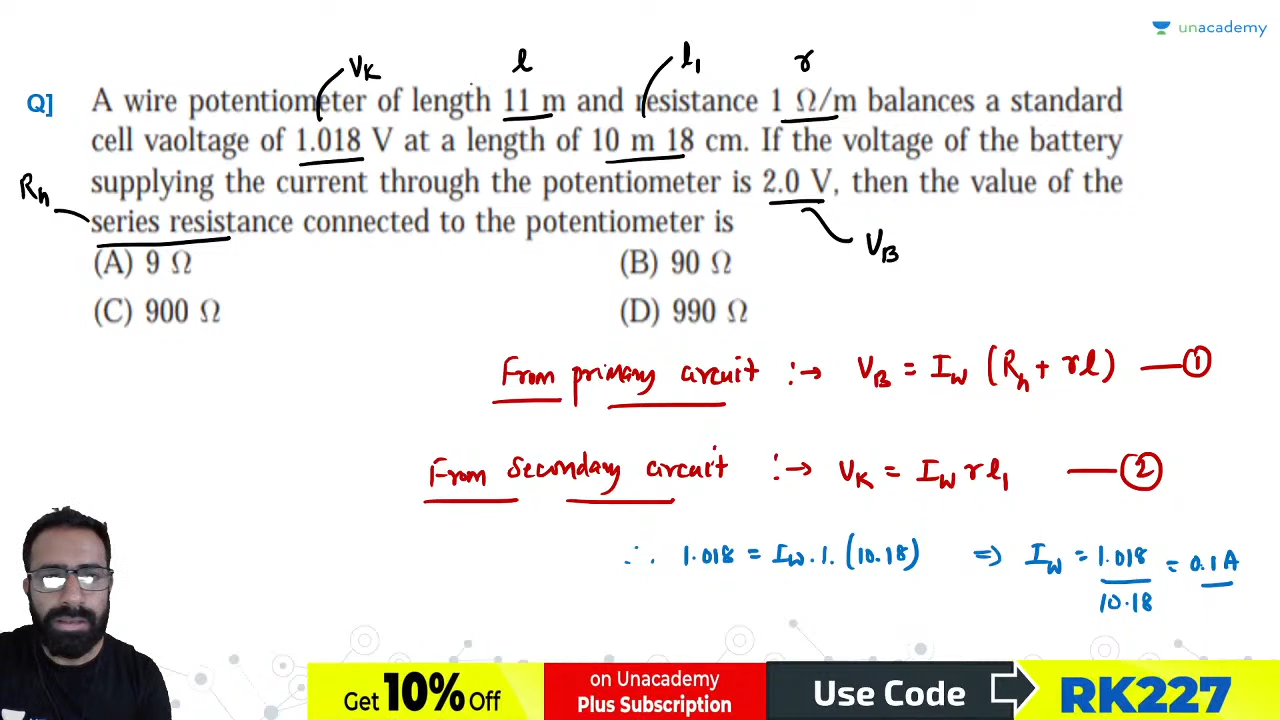 unacademy
V_K l l_1 r
Q] A wire potentiometer of length 11 m and resistance 1 Ω/m balances a standard
cell vaoltage of 1.018 V at a length of 10 m 18 cm. If the voltage of the battery
R_h supplying the current through the potentiometer is 2.0 V, then the value of the
series resistance connected to the potentiometer is
V_B
(A) 9 Ω (B) 90 Ω
(C) 900 Ω (D) 990 Ω
From primary circuit :→ V_B = I_W (R_h + rl) — ①
From Secondary circuit :→ V_K = I_W r l_1 — ②
∴ 1.018 = I_W . 1. (10.18) ⇒ I_W = 1.018/10.18 = 0.1A
Get 10% Off
on Unacademy
Plus Subscription
Use Code
RK227